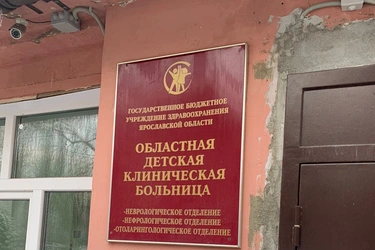 ГОСУДАРСТВЕННОЕ БЮДЖЕТНОЕ
УЧРЕЖДЕНИЕ ЗДРАВООХРАНЕНИЯ
ЯРОСЛАВСКОЙ ОБЛАСТИ
ОБЛАСТНАЯ
ДЕТСКАЯ
КЛИНИЧЕСКАЯ
БОЛЬНИЦА
-НЕВРОЛОГИЧЕСКОЕ ОТДЕЛЕНИЕ
-НЕФРОЛОГИЧЕСКОЕ ОТДЕЛЕНИЕ
-ОТОЛАРИНГОЛОГИЧЕСКОЕ ОТДЕЛЕНИЕ